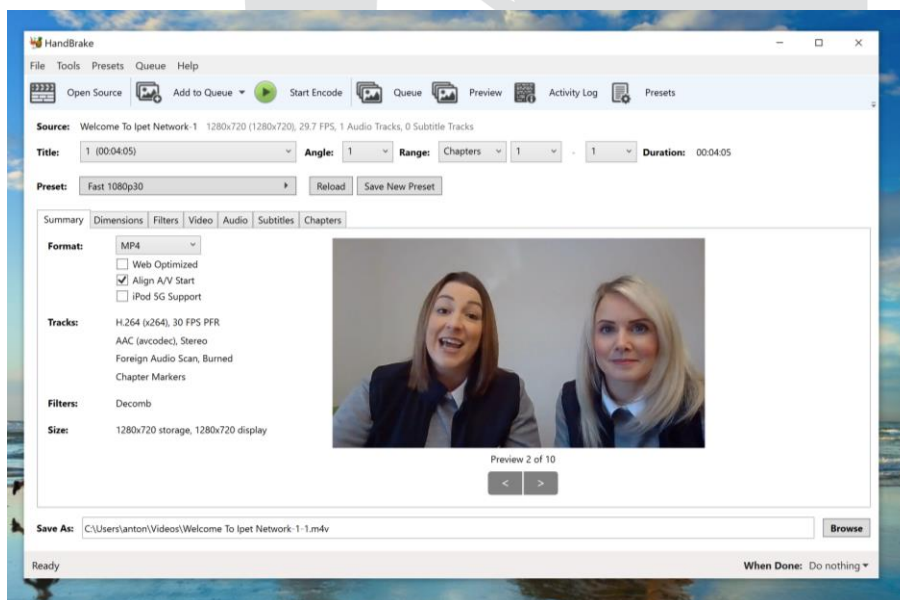 HandBrake
File Tools Presets Queue Help
Open Source Add to Queue Start Encode Queue Preview Activity Log Presets
Source: Welcome To Ipet Network-1 1280x720 (1280x720), 29.7 FPS, 1 Audio Tracks, 0 Subtitle Tracks
Title: 1 (00:04:05) Angle: 1 Range: Chapters 1 - 1 Duration: 00:04:05
Preset: Fast 1080p30 Reload Save New Preset
Summary Dimensions Filters Video Audio Subtitles Chapters
Format: MP4
Web Optimized
Align A/V Start
iPod 5G Support
Tracks: H.264 (x264), 30 FPS PFR
AAC (avcodec), Stereo
Foreign Audio Scan, Burned
Chapter Markers
Filters: Decomb
Size: 1280x720 storage, 1280x720 display
Preview 2 of 10
< >
Save As: C:\Users\anton\Videos\Welcome To Ipet Network-1-1.m4v Browse
Ready When Done: Do nothing